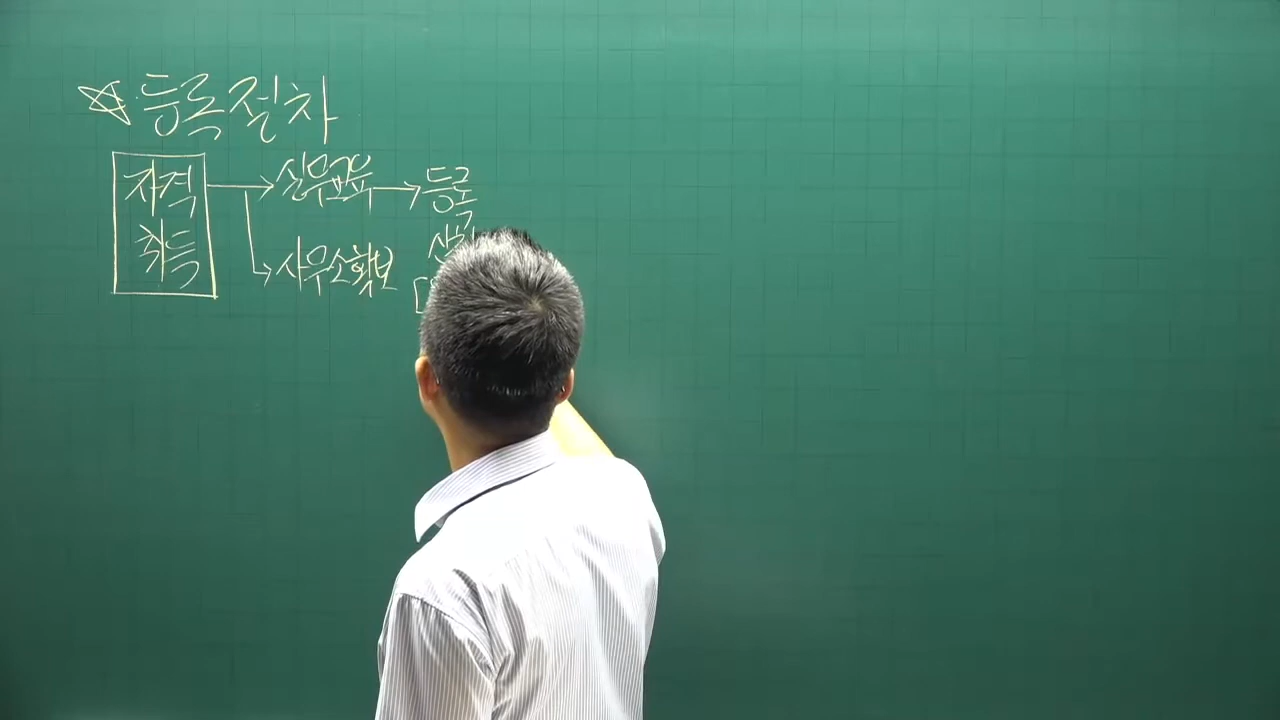 ☆ 등록절차
자격 → 실무교육 → 등록
취득 → 사무소확보
[